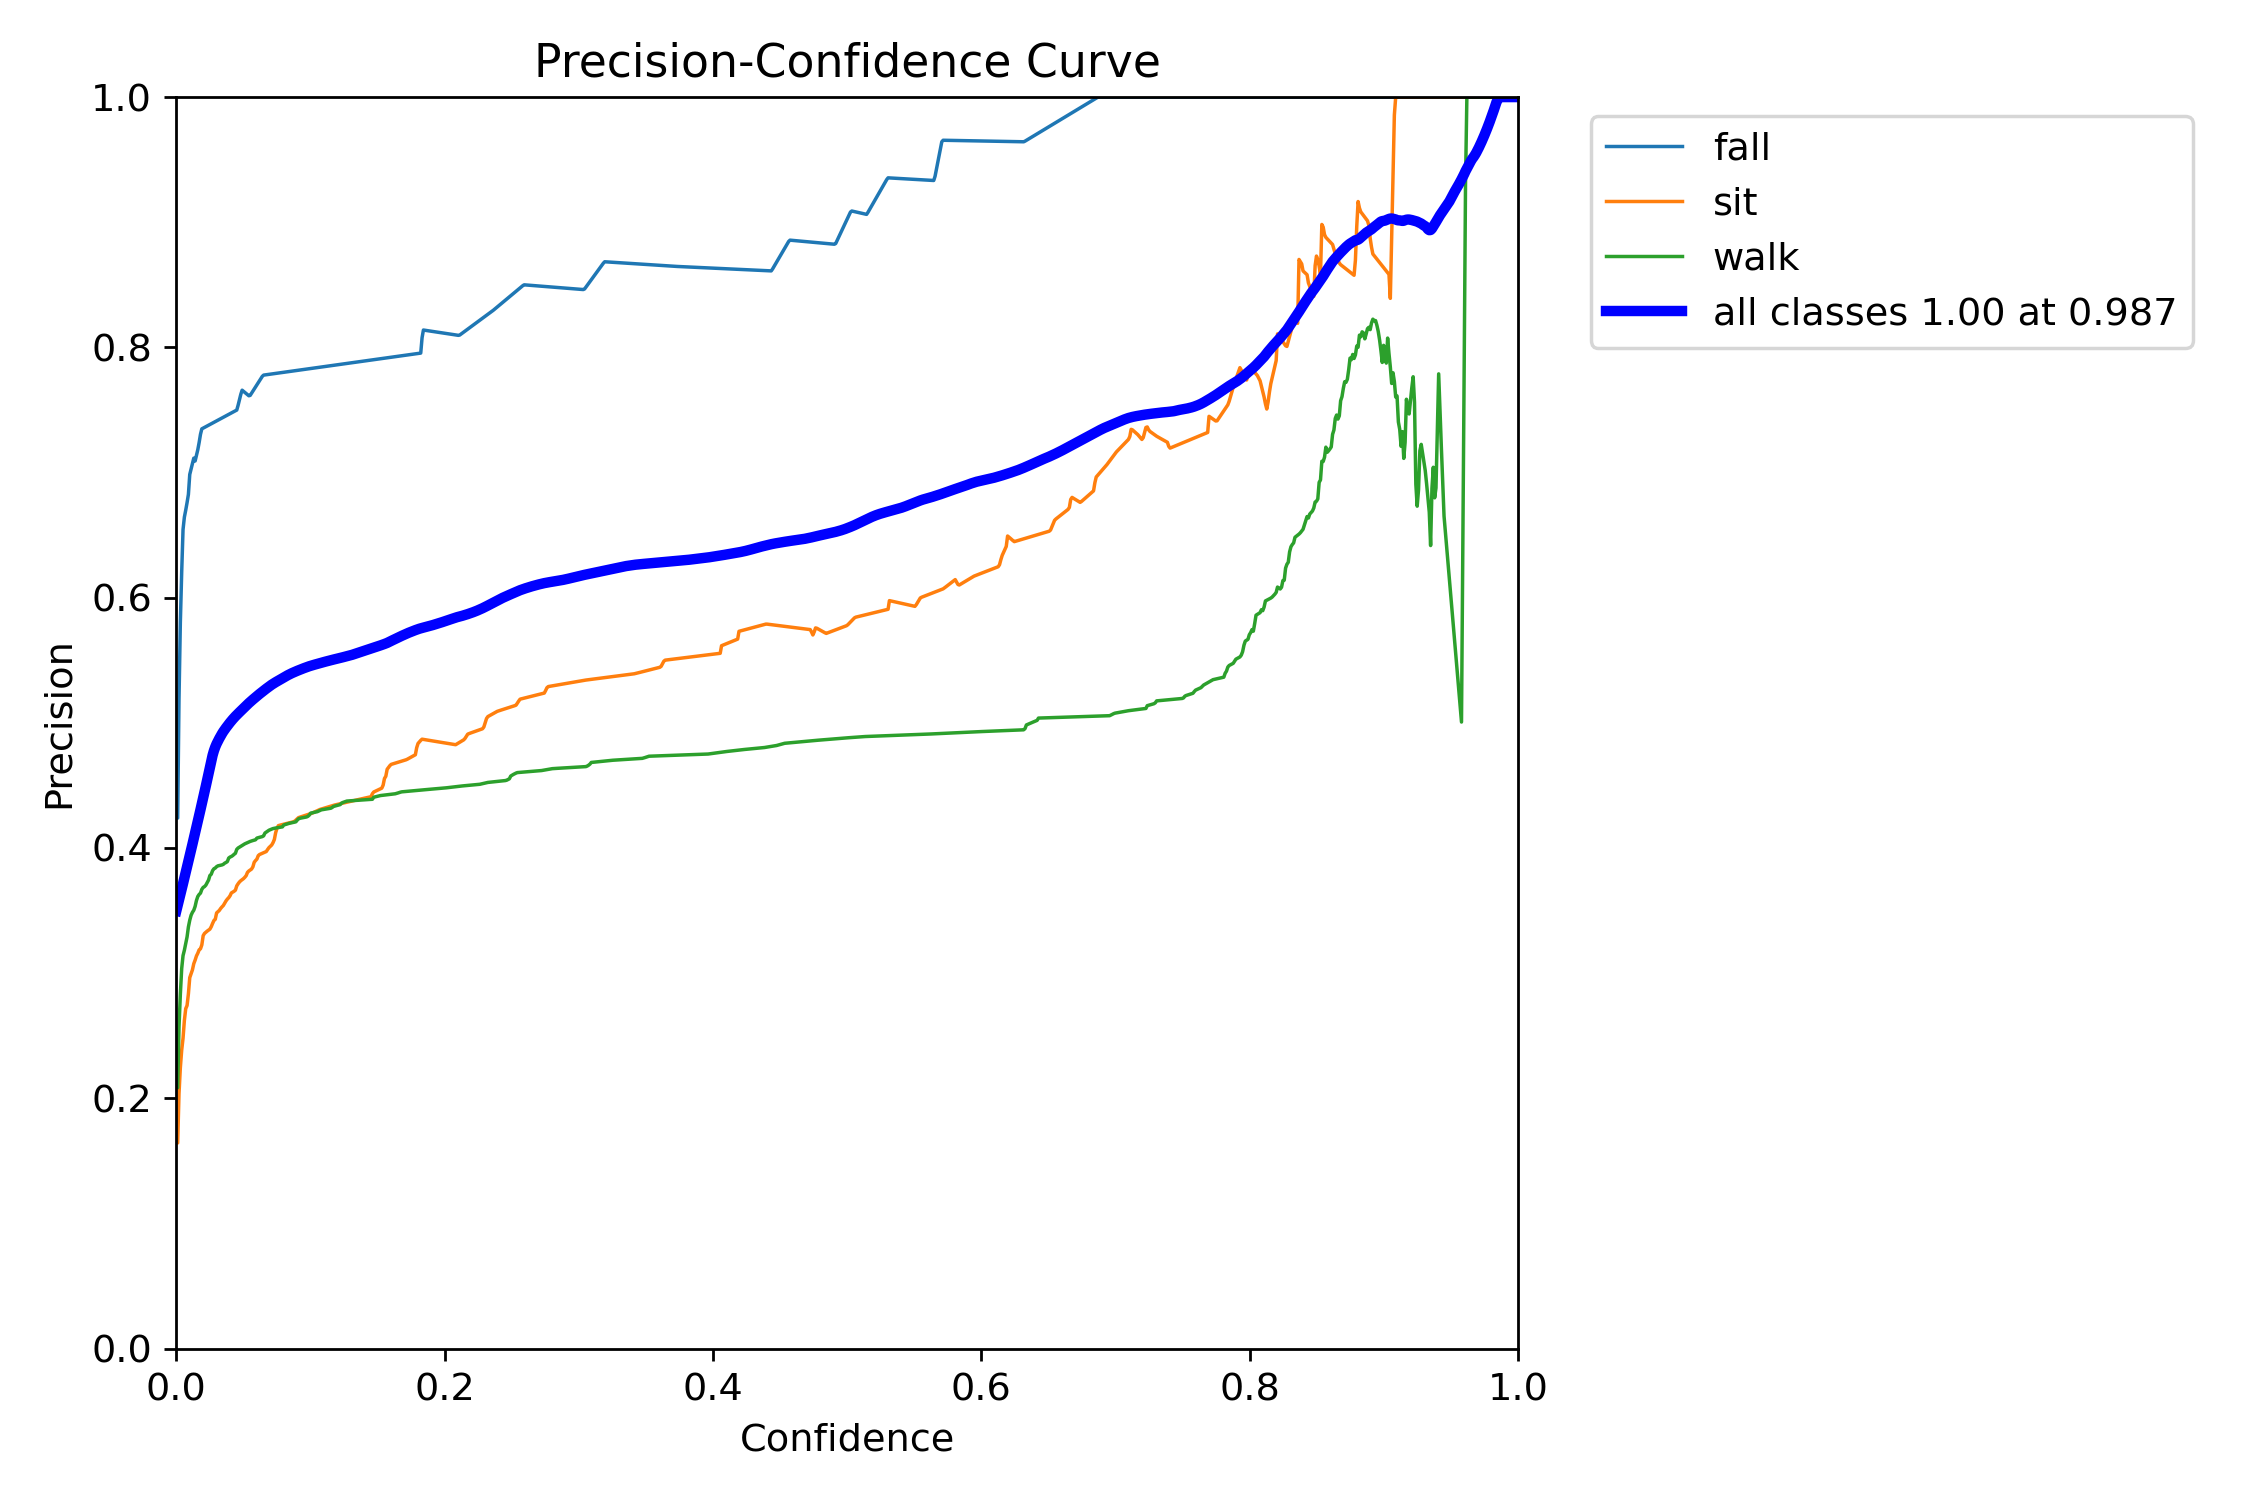 Precision-Confidence Curve
1.0
0.8
0.6
0.4
0.2
0.0
Precision
0.0 0.2 0.4 0.6 0.8 1.0
Confidence
fall
sit
walk
all classes 1.00 at 0.987